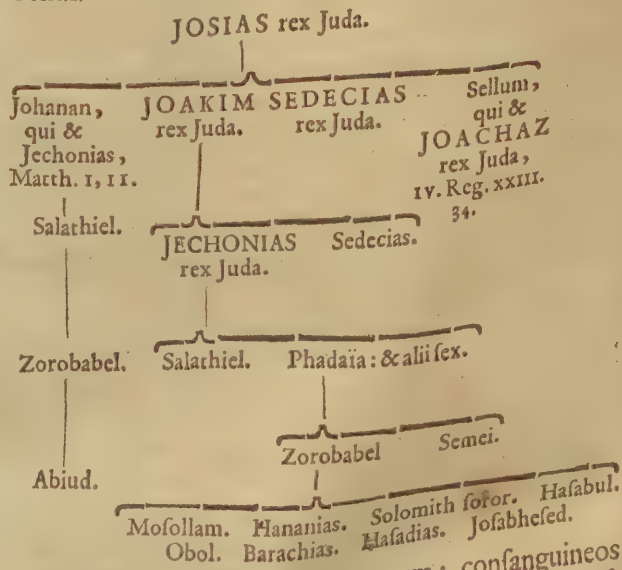 JOSIAS rex Juda.
Johanan,
qui &
Jechonias,
Matth. I, II.
JOAKIM
rex Juda.
SEDECIAS
rex Juda.
Sellum,
qui &
JOACHAZ
rex Juda,
IV. Reg. XXIII.
34.
Salathiel.
JECHONIAS
rex Juda.
Sedecias.
Zorobabel.
Salathiel.
Phadaïa: & alii ſex.
Zorobabel
Semei.
Abiud.
Moſollam. Hananias. Solomith ſoror. Haſabul.
Obol. Barachias. Haſadias. Joſabheſed.
conſanguineos